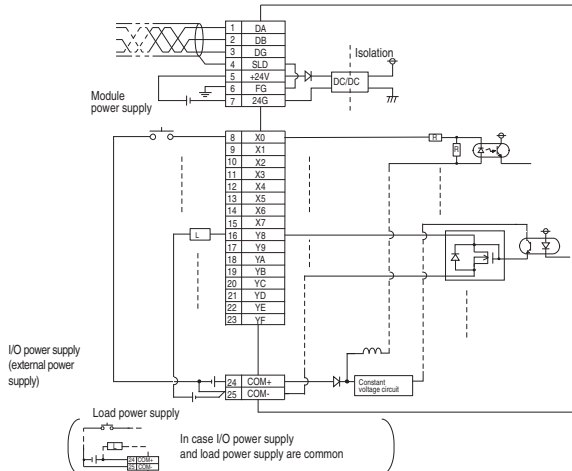 1 DA
2 DB
3 DG
4 SLD
5 +24V
6 FG
7 24G
Module
power supply
Isolation
DC/DC
8 X0
9 X1
10 X2
11 X3
12 X4
13 X5
14 X6
15 X7
16 Y8
17 Y9
18 YA
19 YB
20 YC
21 YD
22 YE
23 YF
R
R
L
I/O power supply
(external power
supply)
24 COM+
25 COM-
Constant
voltage circuit
Load power supply
L
24 COM+
25 COM-
In case I/O power supply
and load power supply are common